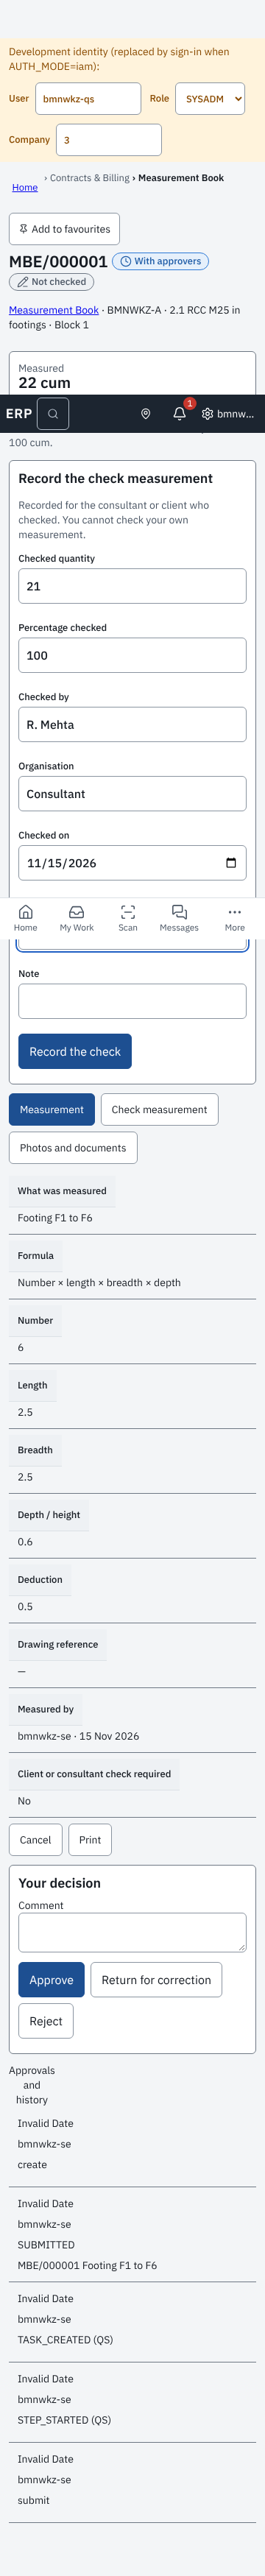 Development identity (replaced by sign-in when
AUTH_MODE=iam):
User bmnwkz-qs Role SYSADM
Company 3
Home › Contracts & Billing › Measurement Book
Add to favourites
MBE/000001 With approvers
Not checked
Measurement Book · BMNWKZ-A · 2.1 RCC M25 in
footings · Block 1
Measured
22 cum
ERP 1 bmnw...
100 cum.
Record the check measurement
Recorded for the consultant or client who
checked. You cannot check your own
measurement.
Checked quantity
21
Percentage checked
100
Checked by
R. Mehta
Organisation
Consultant
Checked on
11/15/2026
Home My Work Scan Messages More
Note
Record the check
Measurement Check measurement
Photos and documents
What was measured
Footing F1 to F6
Formula
Number × length × breadth × depth
Number
6
Length
2.5
Breadth
2.5
Depth / height
0.6
Deduction
0.5
Drawing reference
—
Measured by
bmnwkz-se · 15 Nov 2026
Client or consultant check required
No
Cancel Print
Your decision
Comment
Approve Return for correction
Reject
Approvals
and
history
Invalid Date
bmnwkz-se
create
Invalid Date
bmnwkz-se
SUBMITTED
MBE/000001 Footing F1 to F6
Invalid Date
bmnwkz-se
TASK_CREATED (QS)
Invalid Date
bmnwkz-se
STEP_STARTED (QS)
Invalid Date
bmnwkz-se
submit